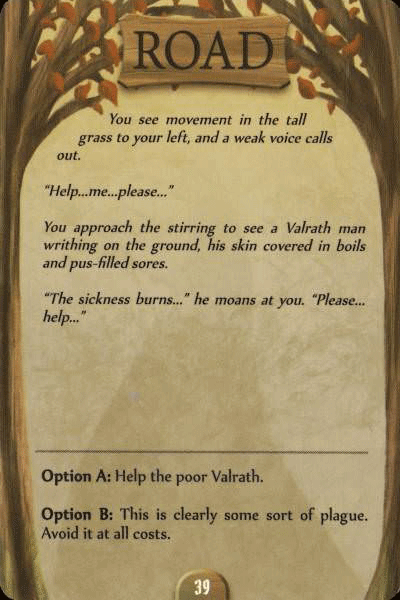 ROAD
You see movement in the tall
grass to your left, and a weak voice calls
out.
“Help...me...please...”
You approach the stirring to see a Valrath man
writhing on the ground, his skin covered in boils
and pus-filled sores.
“The sickness burns...” he moans at you. “Please...
help...”
Option A: Help the poor Valrath.
Option B: This is clearly some sort of plague.
Avoid it at all costs.
39